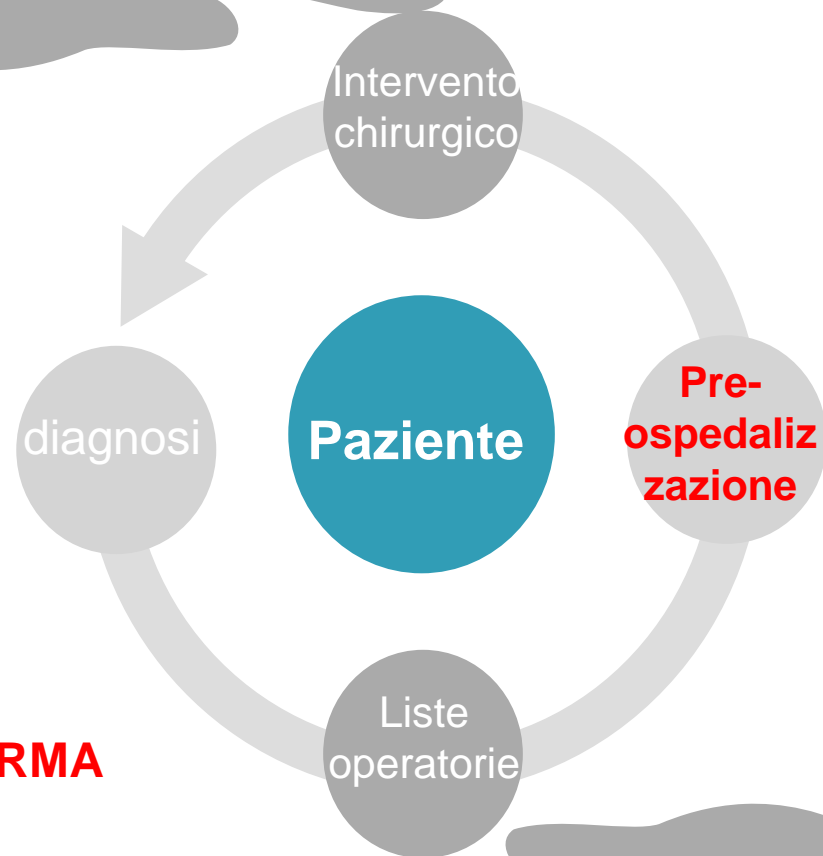 Intervento
chirurgico
diagnosi
Paziente
Pre-
ospedaliz
zazione
Liste
operatorie
RMA